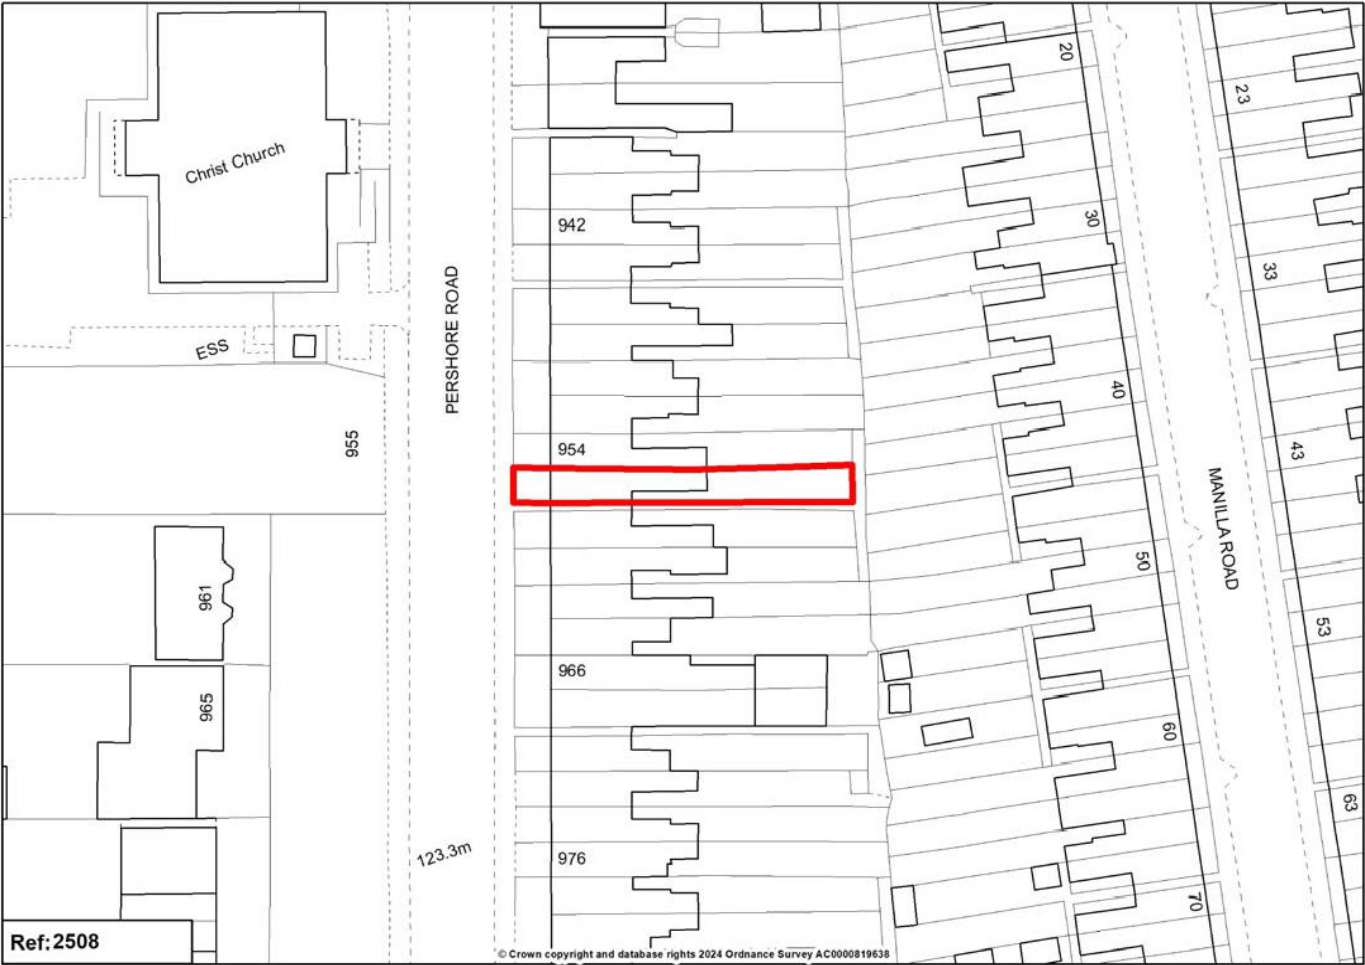 Christ Church
ESS
955
961
965
PERSHORE ROAD
123.3m
942
954
966
976
20
30
40
50
60
70
MANILLA ROAD
23
33
43
53
63
Ref:2508
© Crown copyright and database rights 2024 Ordnance Survey AC0000819638